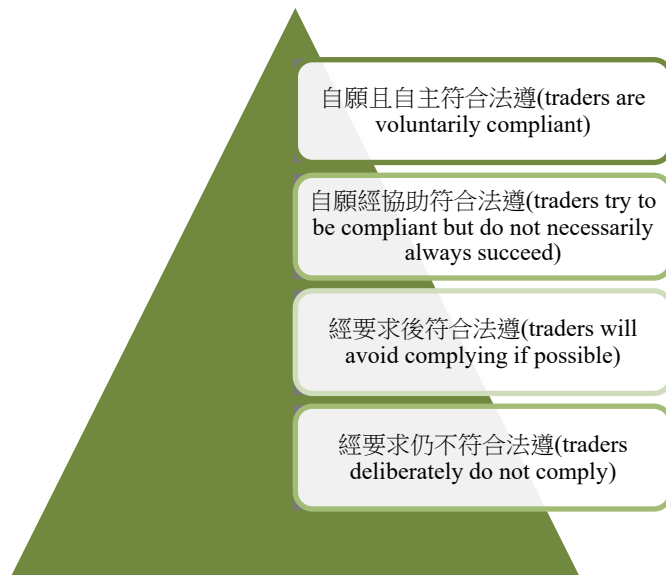 自願且自主符合法遵(traders are
voluntarily compliant)
自願經協助符合法遵(traders try to
be compliant but do not necessarily
always succeed)
經要求後符合法遵(traders will
avoid complying if possible)
經要求仍不符合法遵(traders
deliberately do not comply)